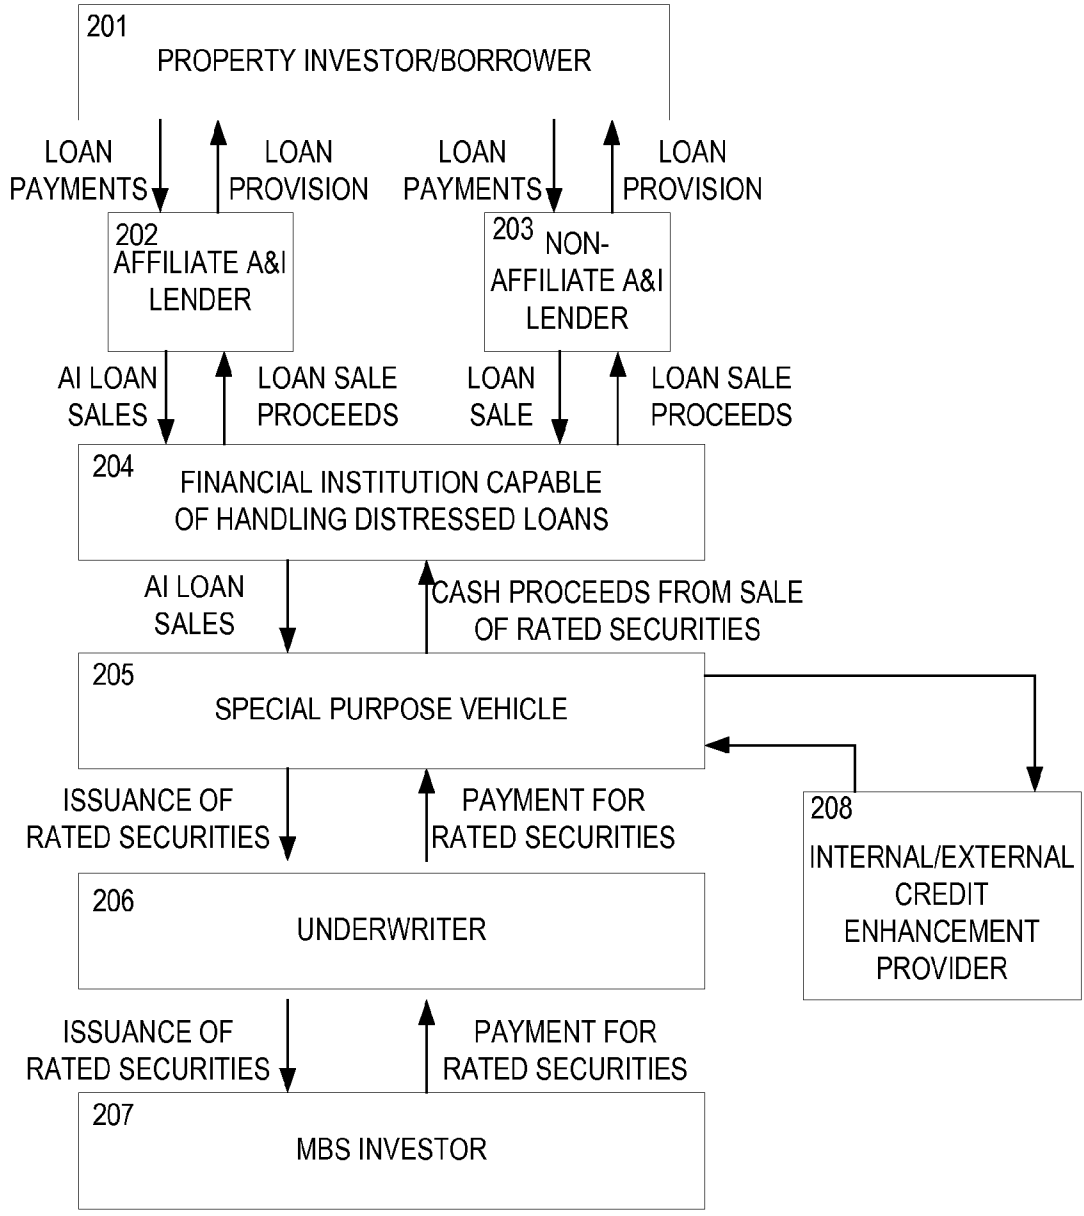 201
PROPERTY INVESTOR/BORROWER
LOAN
PAYMENTS
LOAN
PROVISION
LOAN
PAYMENTS
LOAN
PROVISION
202
AFFILIATE A&I
LENDER
203
NON-
AFFILIATE A&I
LENDER
AI LOAN
SALES
LOAN SALE
PROCEEDS
LOAN
SALE
LOAN SALE
PROCEEDS
204
FINANCIAL INSTITUTION CAPABLE
OF HANDLING DISTRESSED LOANS
AI LOAN
SALES
CASH PROCEEDS FROM SALE
OF RATED SECURITIES
205
SPECIAL PURPOSE VEHICLE
ISSUANCE OF
RATED SECURITIES
PAYMENT FOR
RATED SECURITIES
208
INTERNAL/EXTERNAL
CREDIT
ENHANCEMENT
PROVIDER
206
UNDERWRITER
ISSUANCE OF
RATED SECURITIES
PAYMENT FOR
RATED SECURITIES
207
MBS INVESTOR